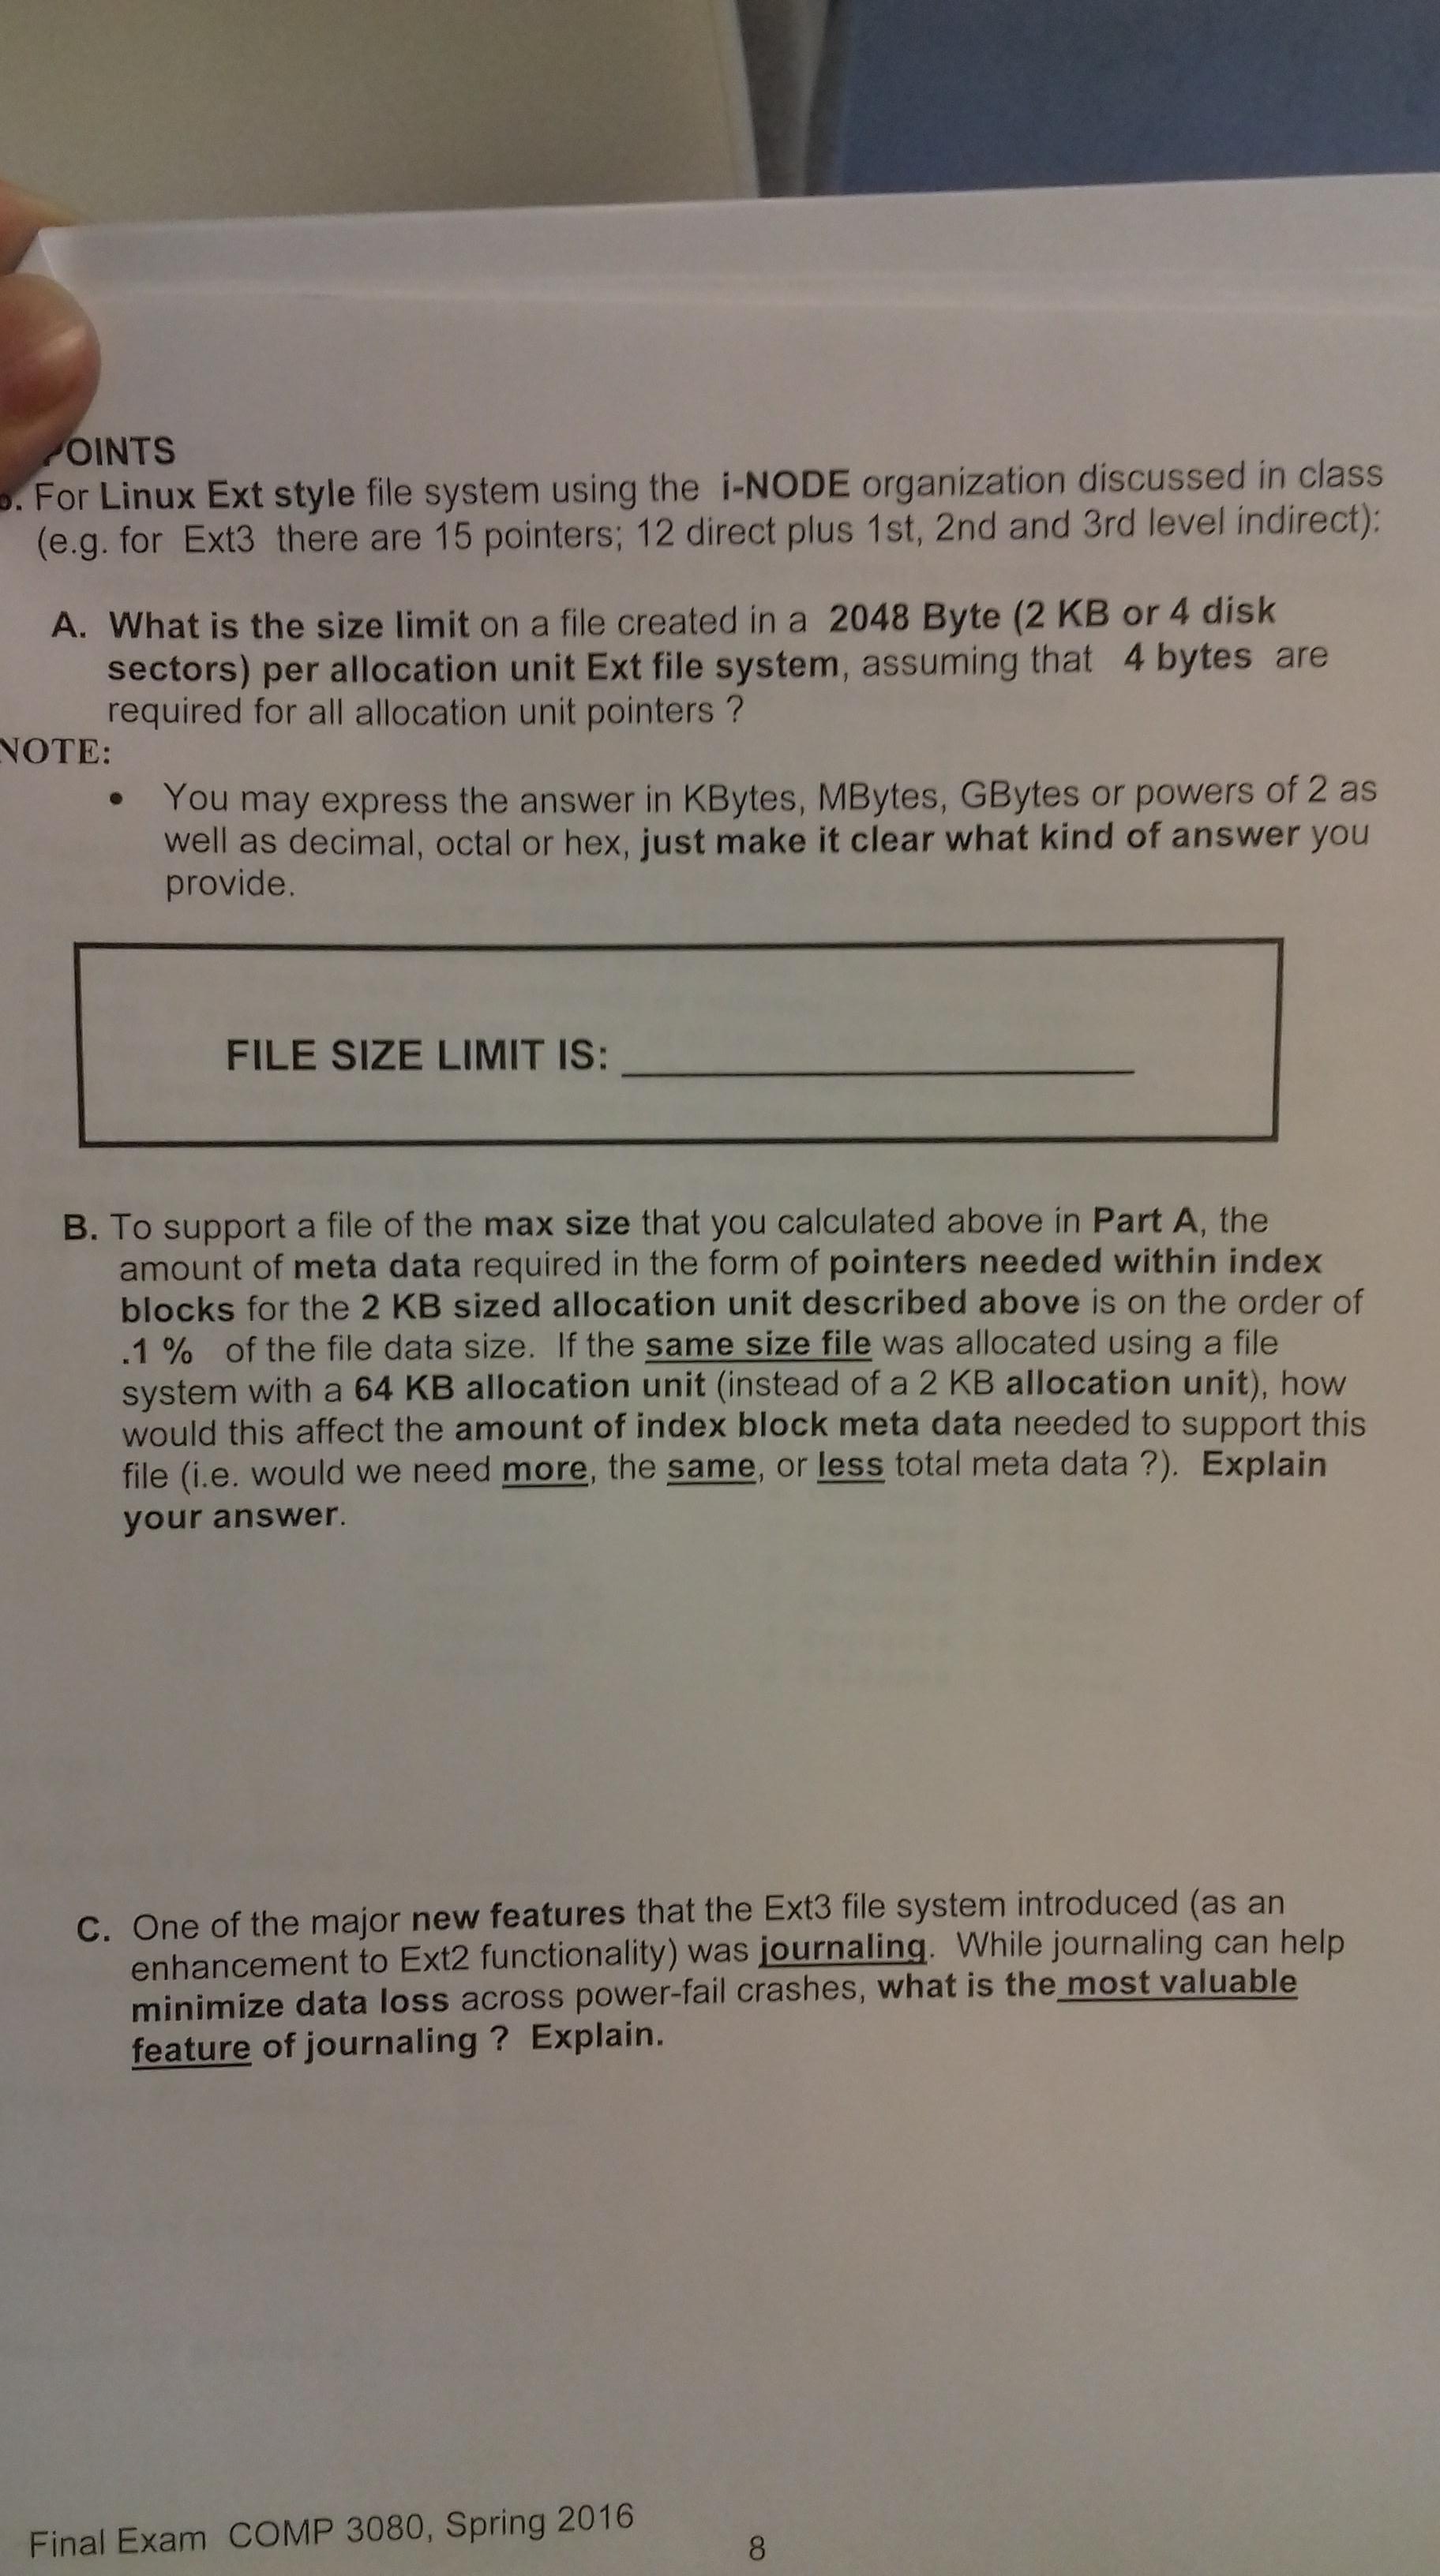 POINTS
. For Linux Ext style file system using the i-NODE organization discussed in class
(e.g. for Ext3 there are 15 pointers; 12 direct plus 1st, 2nd and 3rd level indirect):
A. What is the size limit on a file created in a 2048 Byte (2 KB or 4 disk
sectors) per allocation unit Ext file system, assuming that 4 bytes are
required for all allocation unit pointers ?
NOTE:
• You may express the answer in KBytes, MBytes, GBytes or powers of 2 as
well as decimal, octal or hex, just make it clear what kind of answer you
provide.
FILE SIZE LIMIT IS: ____________________
B. To support a file of the max size that you calculated above in Part A, the
amount of meta data required in the form of pointers needed within index
blocks for the 2 KB sized allocation unit described above is on the order of
.1 % of the file data size. If the same size file was allocated using a file
system with a 64 KB allocation unit (instead of a 2 KB allocation unit), how
would this affect the amount of index block meta data needed to support this
file (i.e. would we need more, the same, or less total meta data ?). Explain
your answer.
C. One of the major new features that the Ext3 file system introduced (as an
enhancement to Ext2 functionality) was journaling. While journaling can help
minimize data loss across power-fail crashes, what is the most valuable
feature of journaling ? Explain.
Final Exam COMP 3080, Spring 2016
8